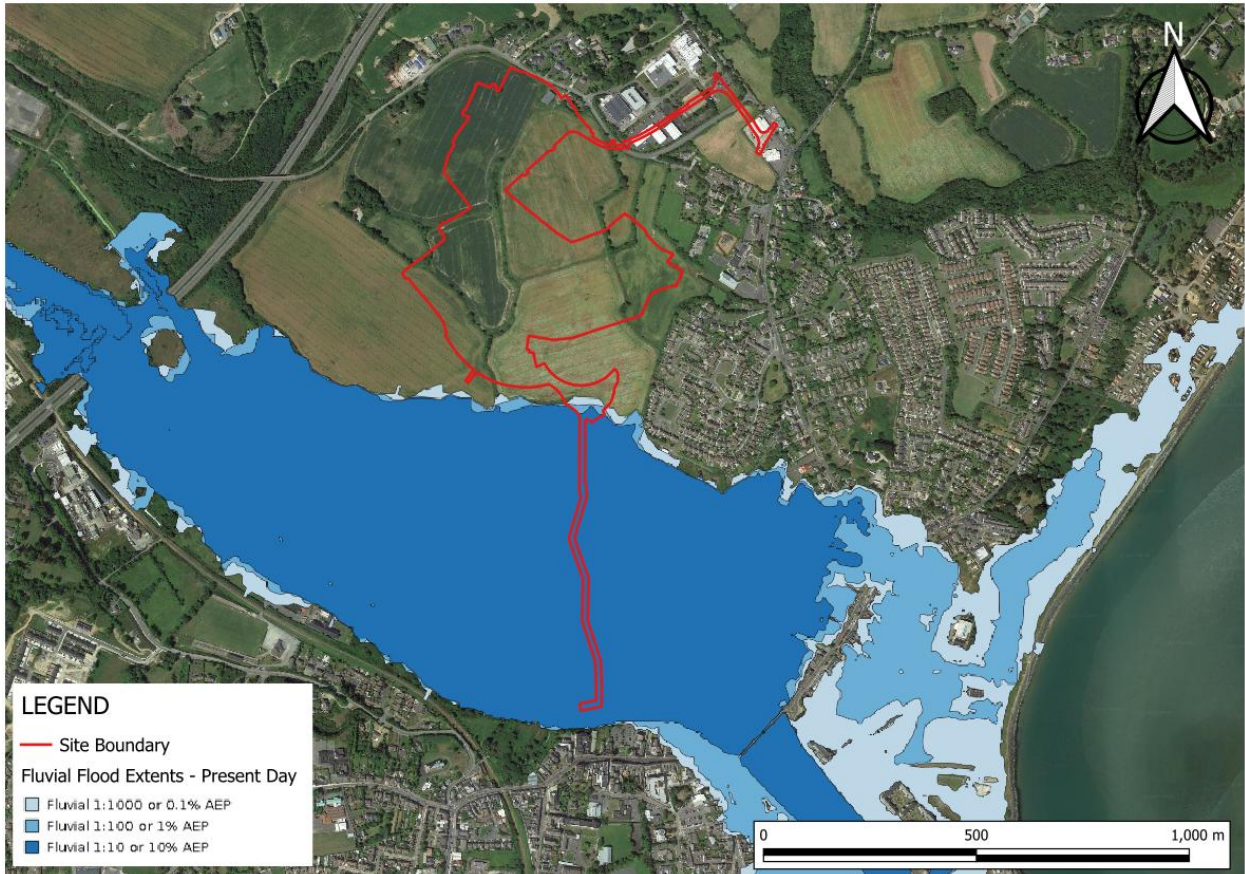 N
LEGEND
Site Boundary
Fluvial Flood Extents - Present Day
Fluvial 1:1000 or 0.1% AEP
Fluvial 1:100 or 1% AEP
Fluvial 1:10 or 10% AEP
0 500 1,000 m